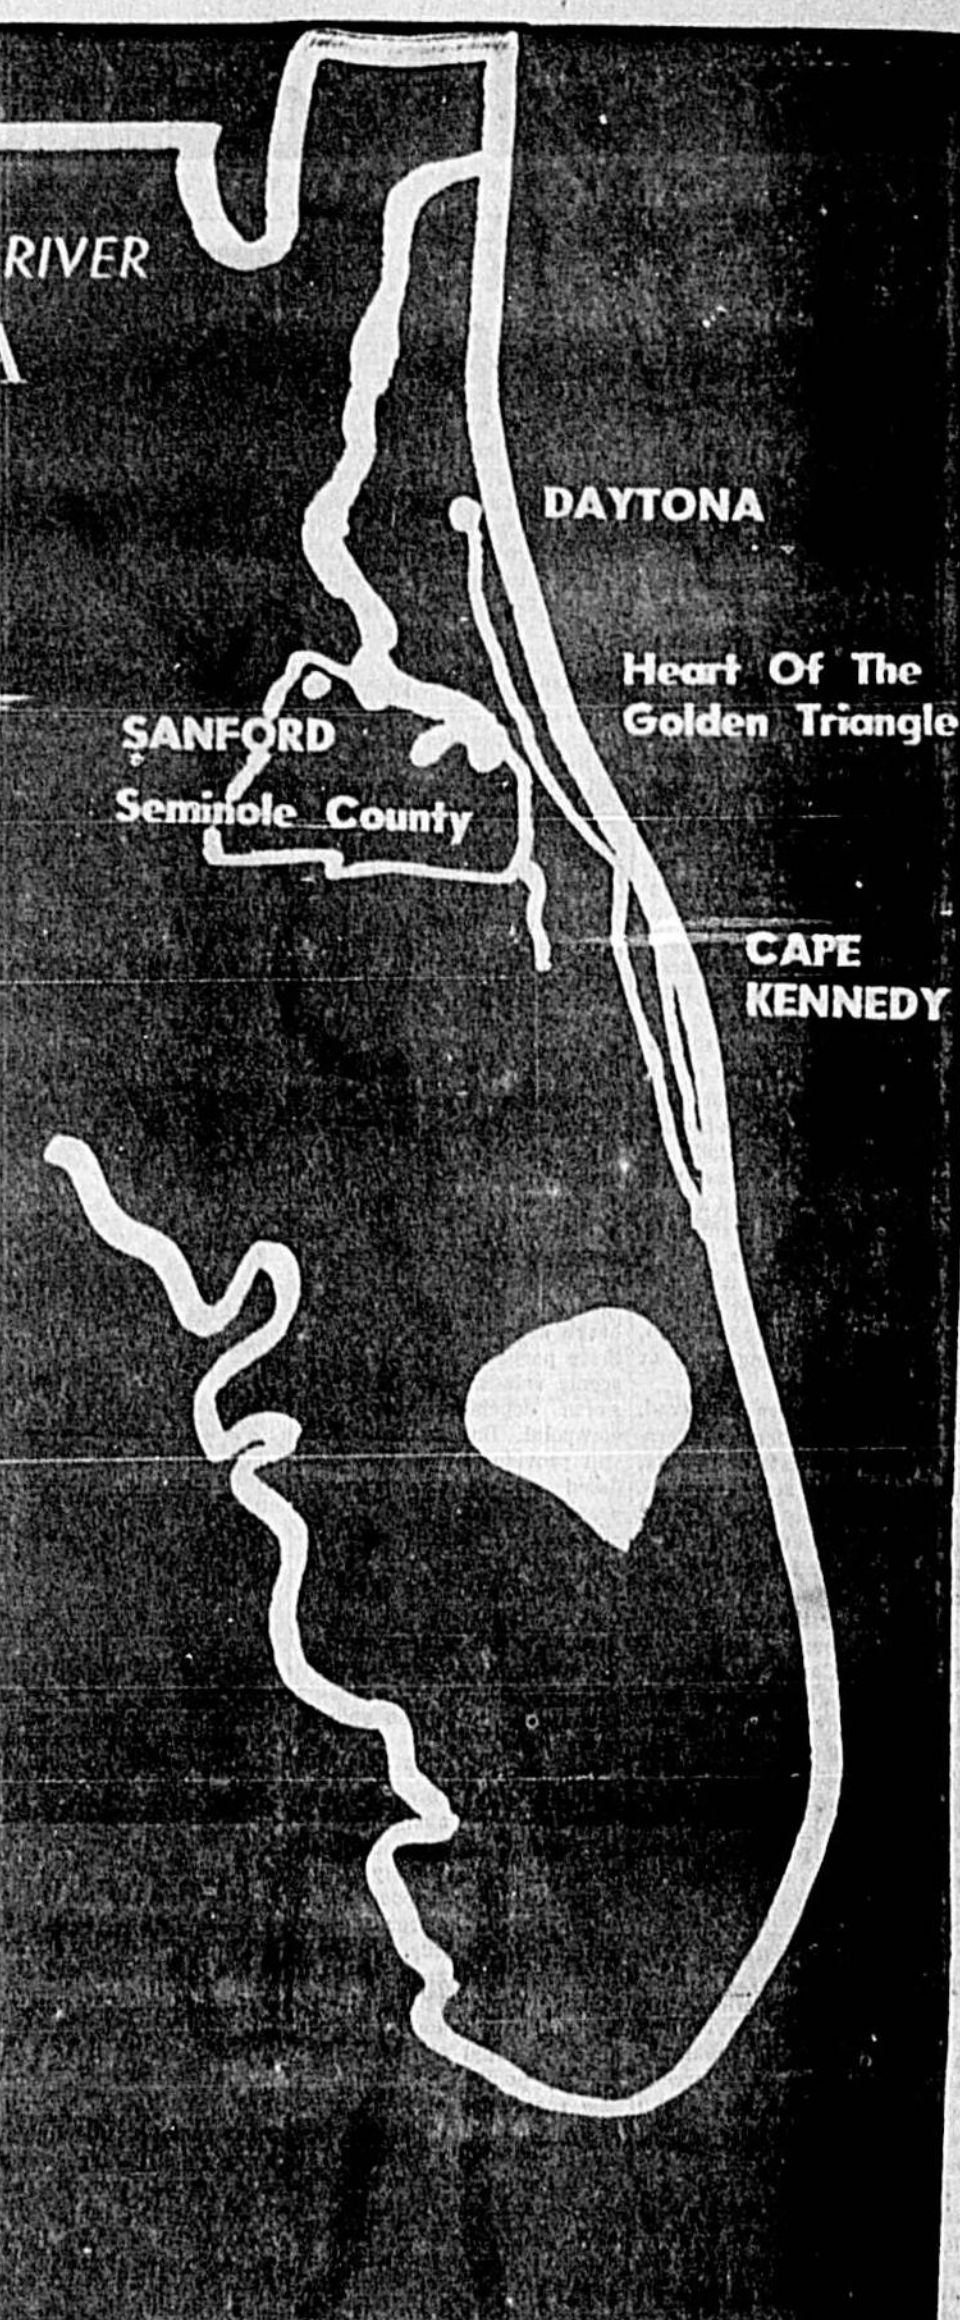 RIVER
A
DAYTONA
Heart Of The
Golden Triangle
SANFORD
Seminole County
CAPE
KENNEDY